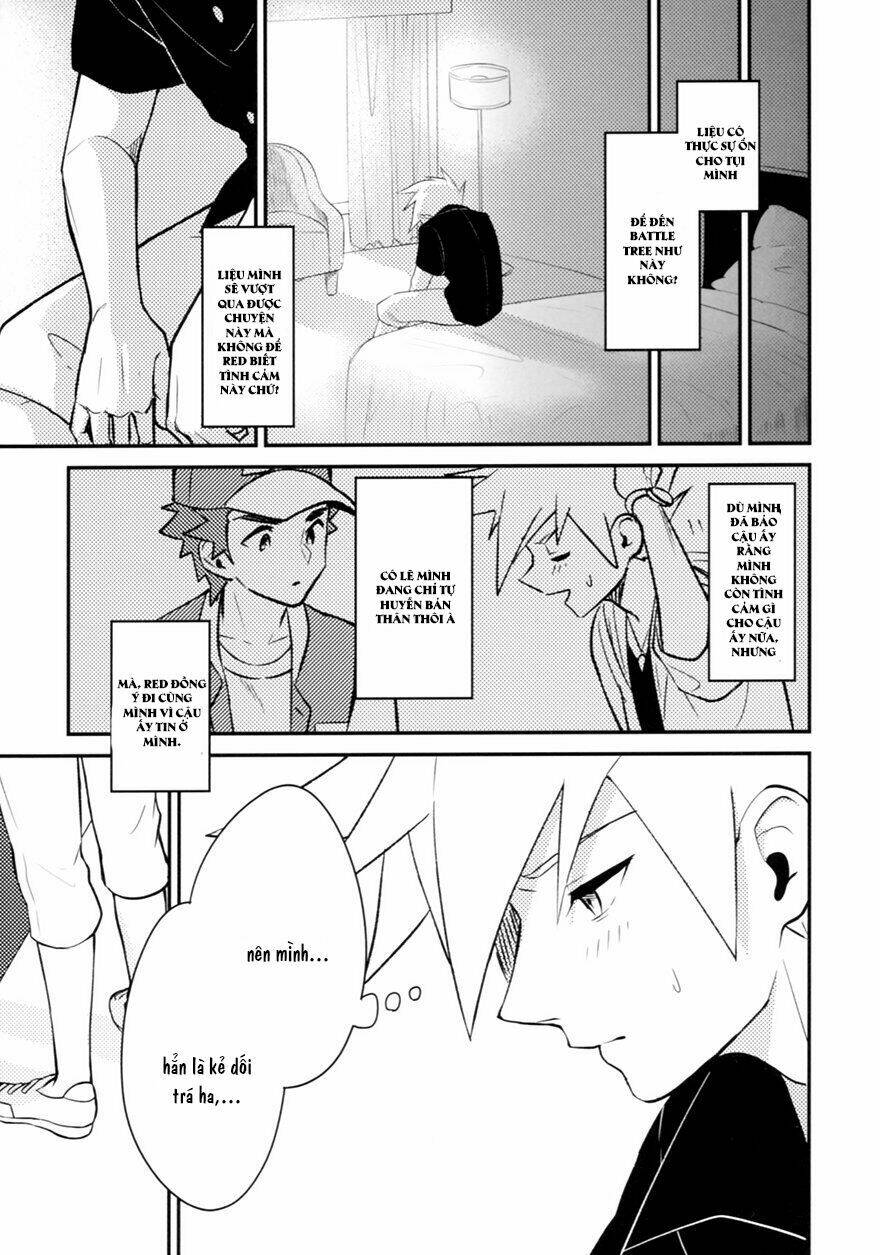 LIỆU CÓ
THỰC SỰ ỔN
CHO TỤI
MÌNH
ĐỂ ĐẾN
BATTLE
TREE NHƯ
NÀY
KHÔNG?
LIỆU MÌNH
SẼ VƯỢT
QUA ĐƯỢC
CHUYỆN
NÀY MÀ
KHÔNG ĐỂ
RED BIẾT
TÌNH CẢM
NÀY CHỨ?
DÙ MÌNH,
ĐÃ BẢO
CẬU ẤY
RẰNG
MÌNH
KHÔNG
CÒN TÌNH
CẢM GÌ
CHO CẬU
ẤY NỮA,
NHƯNG
CÓ LẼ MÌNH
ĐANG CHỈ TỰ
HUYỄN BẢN
THÂN THÔI À
MÀ, RED ĐỒNG
Ý ĐI CÙNG
MÌNH VÌ CẬU
ẤY TIN Ở
MÌNH.
nên mình...
hẳn là kẻ dối
trá ha,...